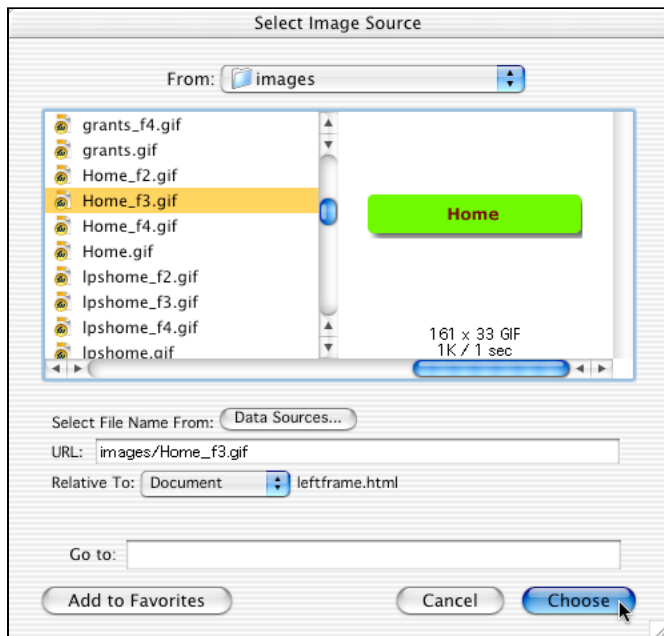 Select Image Source
From: images
grants_f4.gif
grants.gif
Home_f2.gif
Home_f3.gif
Home_f4.gif
Home.gif
lpshome_f2.gif
lpshome_f3.gif
lpshome_f4.gif
lpshome.gif
Home
161 x 33 GIF
1K / 1 sec
Select File Name From: Data Sources...
URL: images/Home_f3.gif
Relative To: Document leftframe.html
Go to:
Add to Favorites Cancel Choose